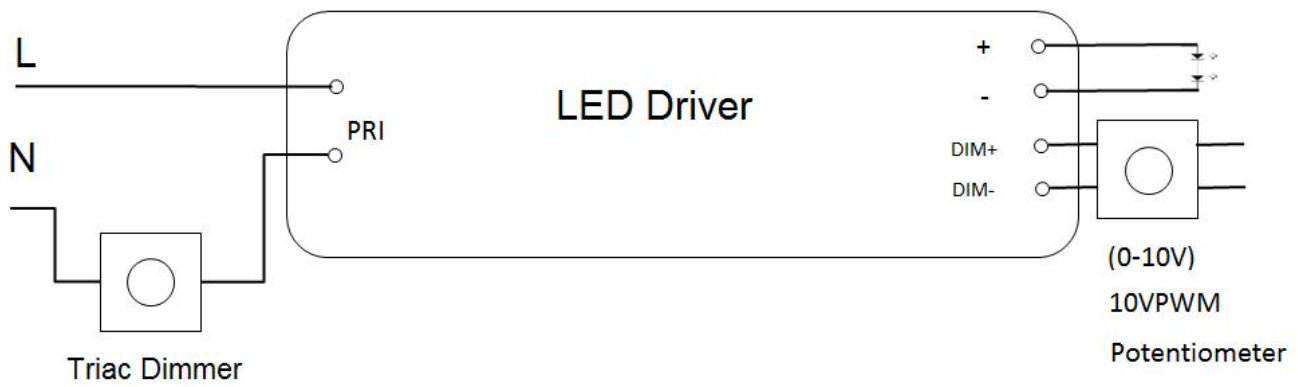 L
N
PRI
Triac Dimmer
LED Driver
+
-
DIM+
DIM-
(0-10V)
10VPWM
Potentiometer